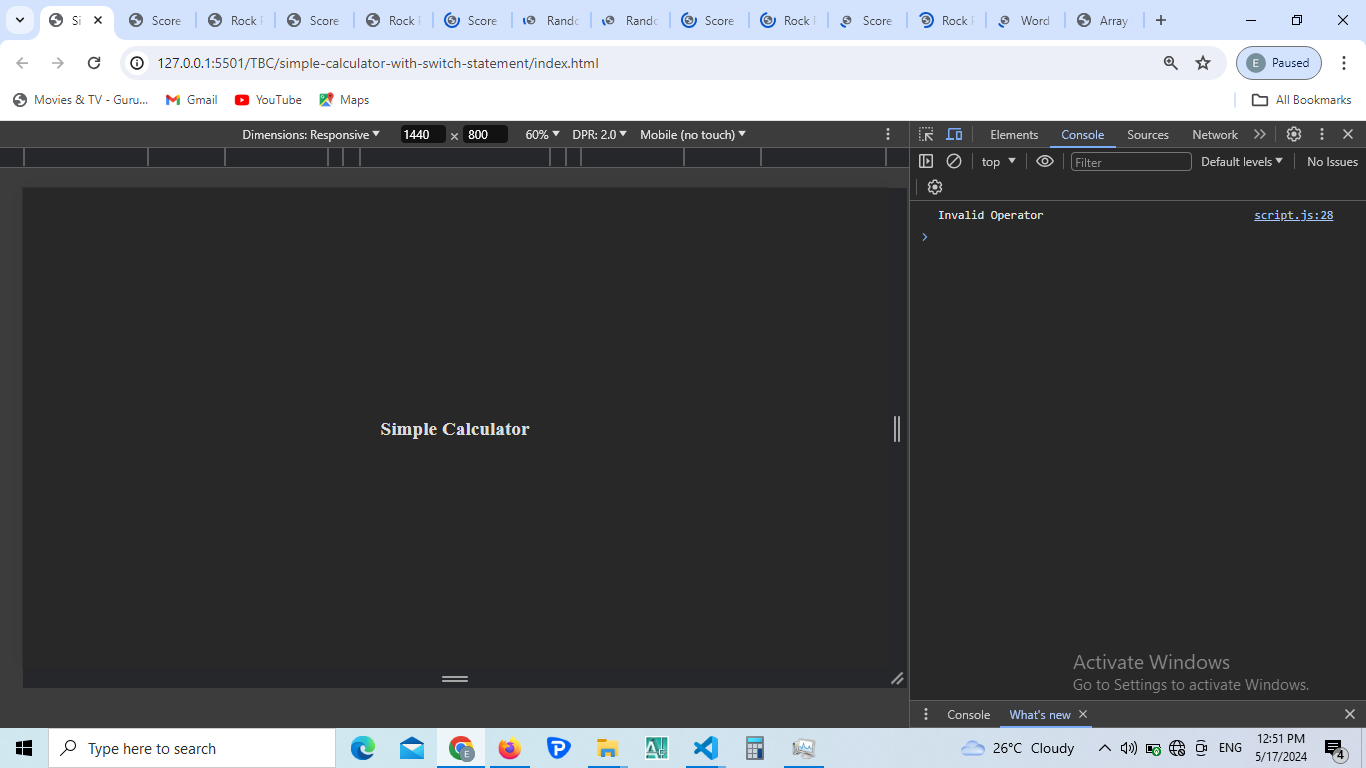 Si Score Rock Score Rock Score Rando Rando Score Rock Score Rock Word Array
127.0.0.1:5501/TBC/simple-calculator-with-switch-statement/index.html E Paused
Movies & TV - Guru... Gmail YouTube Maps All Bookmarks
Dimensions: Responsive 1440 x 800 60% DPR: 2.0 Mobile (no touch) Elements Console Sources Network
top Filter Default levels No Issues
Invalid Operator script.js:28
Simple Calculator
Activate Windows
Go to Settings to activate Windows.
Console What's new
Type here to search 26°C Cloudy ENG 12:51 PM
5/17/2024 4